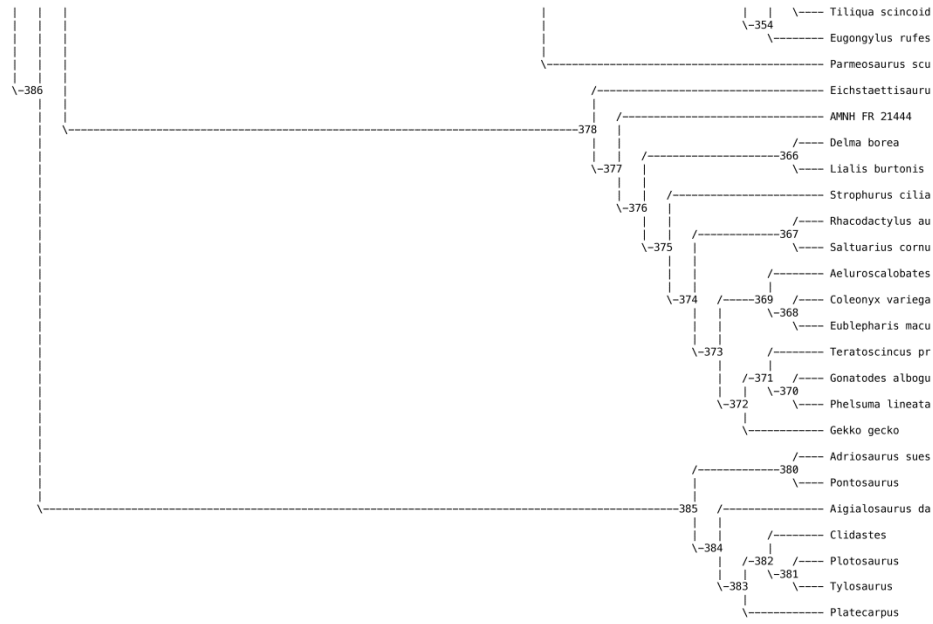 \---- Tiliqua scincoid
\-354
\-------- Eugongylus rufes
\-------------------------------------------- Parmeosaurus scu
\-386 /------------------------------------ Eichstaettisauru
/-------------------------------- AMNH FR 21444
\---------------------------------------------------------------------------------378
/---- Delma borea
/---------------------366
\-377 \---- Lialis burtonis
/------------------------ Strophurus cilia
\-376
/---- Rhacodactylus au
/-------------367
\-375 \---- Saltuarius cornu
/-------- Aeluroscalobates
\-374 /-----369 /---- Coleonyx variega
\-368
\---- Eublepharis macu
\-373 /-------- Teratoscincus pr
/-371 /---- Gonatodes albogu
\-370
\-372 \---- Phelsuma lineata
\------------ Gekko gecko
/---- Adriosaurus sues
/-------------380
\---- Pontosaurus
\-----------------------------------------------------------------------------------------------------385 /---------------- Aigialosaurus da
/-------- Clidastes
\-384
/-382 /---- Plotosaurus
\-381
\-383 \---- Tylosaurus
\------------ Platecarpus